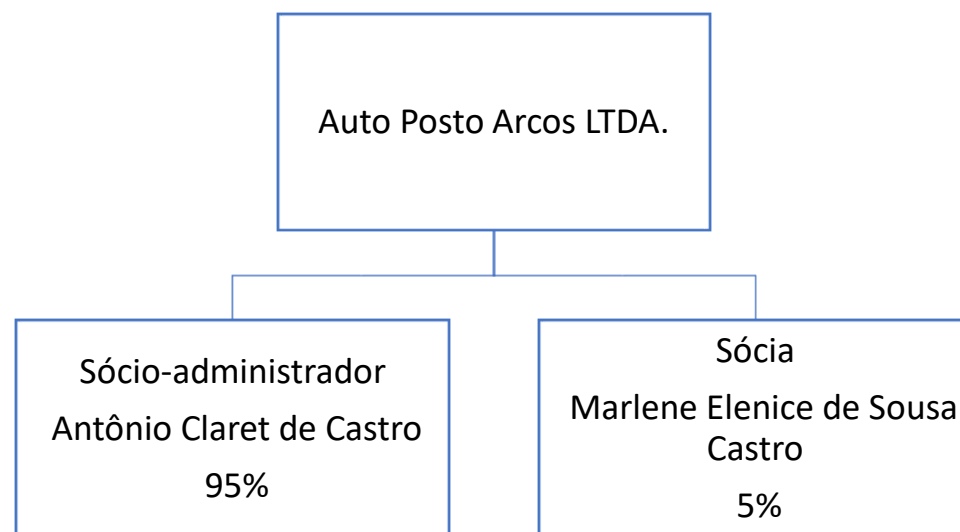 Auto Posto Arcos LTDA.
Sócio-administrador
Antônio Claret de Castro
95%
Sócia
Marlene Elenice de Sousa
Castro
5%